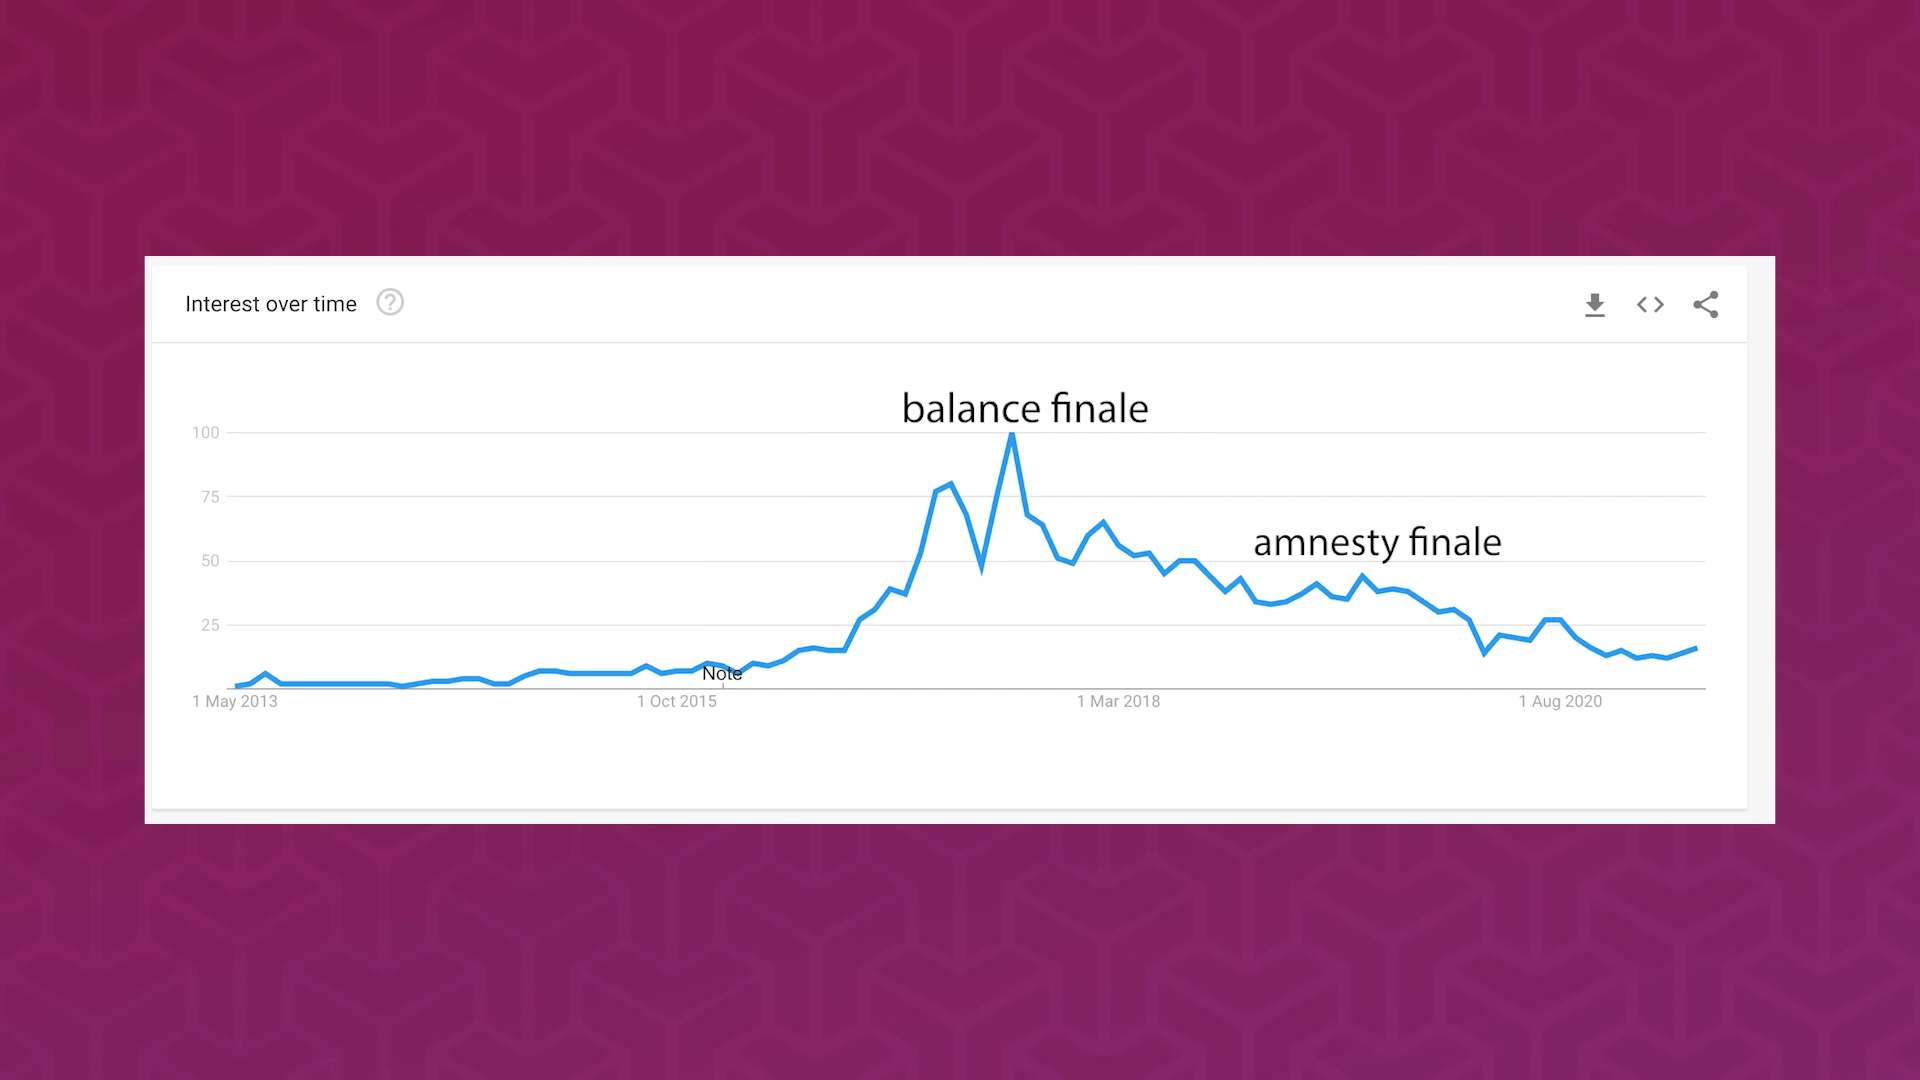 Interest over time ?
balance finale
100
75
amnesty finale
50
25
Note
1 May 2013 1 Oct 2015 1 Mar 2018 1 Aug 2020